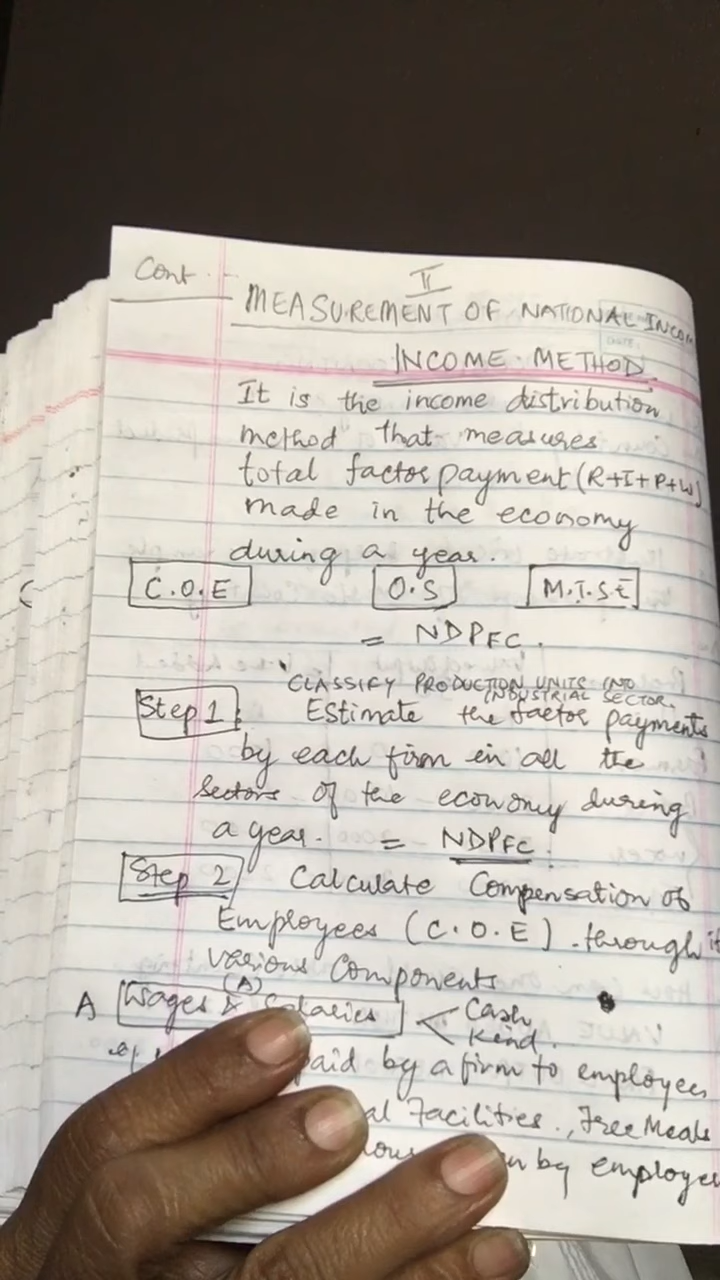 Cont.
II
MEASUREMENT OF NATIONAL INCOM
INCOME METHOD
It is the income distribution
method that measures
total factor payment (R+I+P+W)
made in the economy
during a year.
C.O.E O.S M.I.S.E
= NDPFC.
CLASSIFY PRODUCTION UNITS INTO
INDUSTRIAL SECTOR.
Step 1: Estimate the factor payments
by each firm in all the
Sectors of the economy during
a year. = NDPFC.
Step 2 Calculate Compensation of
Employees (C.O.E). through it
various Components
(A)
A Wages & Salaries < Cash
Kind.
paid by a firm to employees
al Facilities., Free Meals
by employe